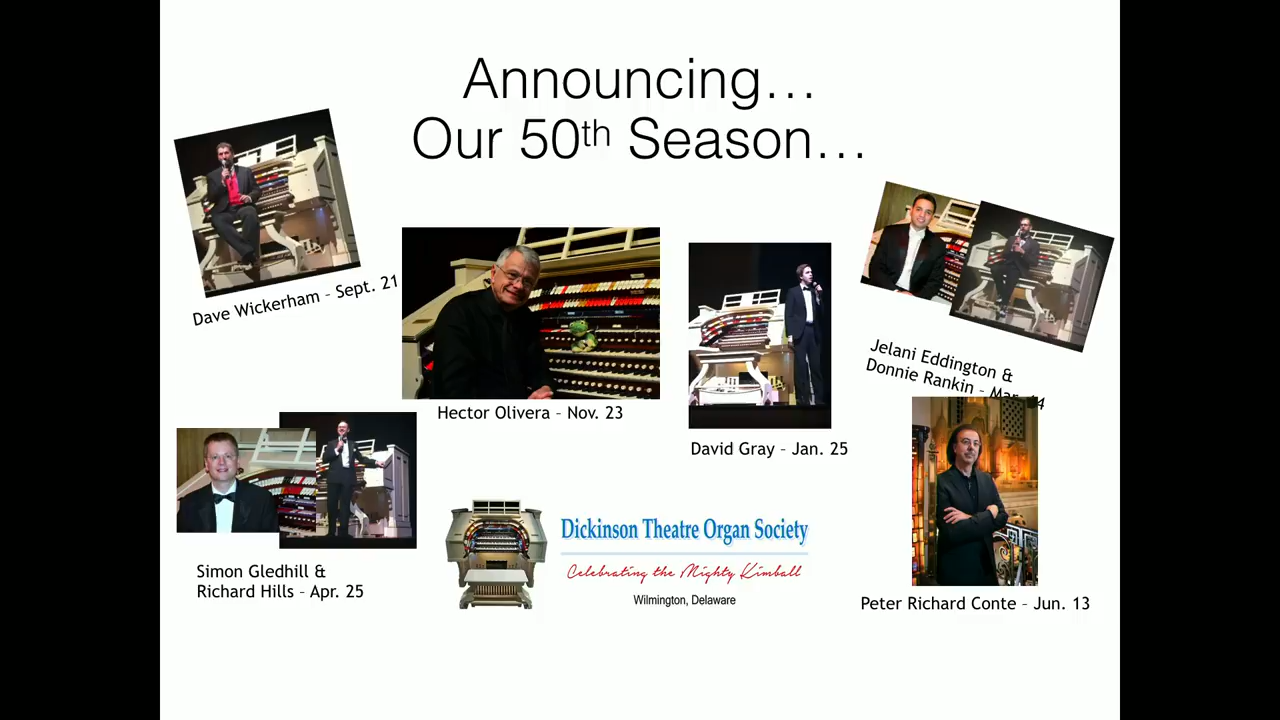 Announcing…
Our 50th Season…
Dave Wickerham – Sept. 21
Hector Olivera – Nov. 23
David Gray – Jan. 25
Jelani Eddington &
Donnie Rankin –
Simon Gledhill &
Richard Hills – Apr. 25
Dickinson Theatre Organ Society
Celebrating the Mighty Kimball
Wilmington, Delaware
Peter Richard Conte – Jun. 13